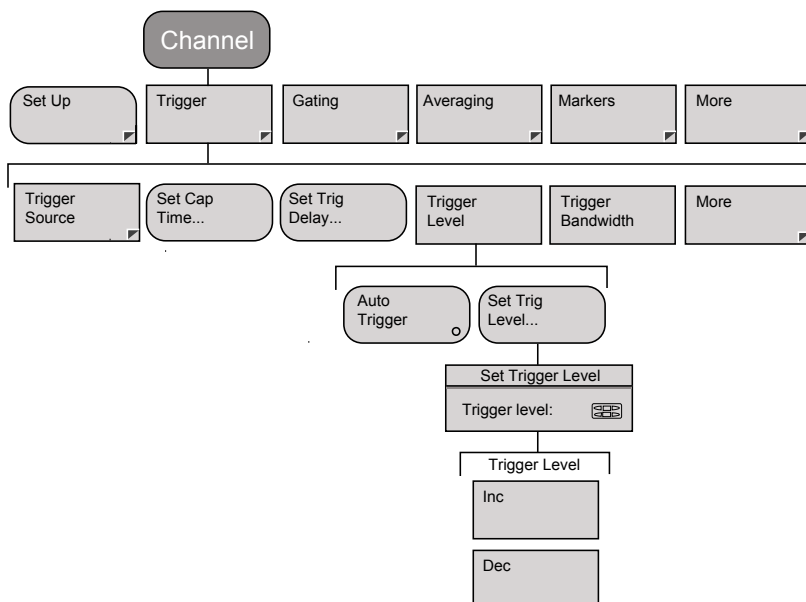 Channel
Set Up
Trigger
Gating
Averaging
Markers
More
Trigger
Source
Set Cap
Time...
Set Trig
Delay...
Trigger
Level
Trigger
Bandwidth
More
Auto
Trigger
Set Trig
Level...
Set Trigger Level
Trigger level:
Trigger Level
Inc
Dec